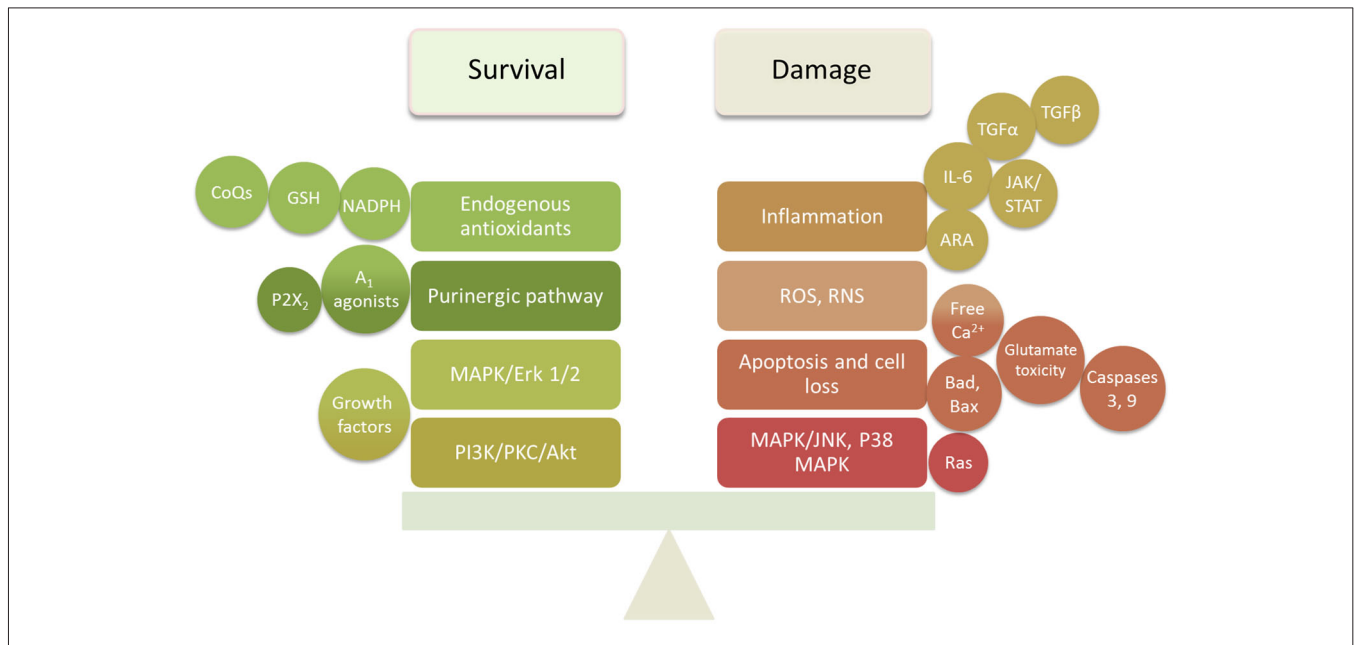 Survival
Damage
TGFβ
TGFα
IL-6
JAK/
STAT
ARA
CoQs
GSH
NADPH
Endogenous
antioxidants
Inflammation
P2X₂
A₁
agonists
Purinergic pathway
ROS, RNS
Free
Ca²⁺
Glutamate
toxicity
Caspases
3, 9
Bad,
Bax
MAPK/Erk 1/2
Apoptosis and cell
loss
Growth
factors
PI3K/PKC/Akt
MAPK/JNK, P38
MAPK
Ras